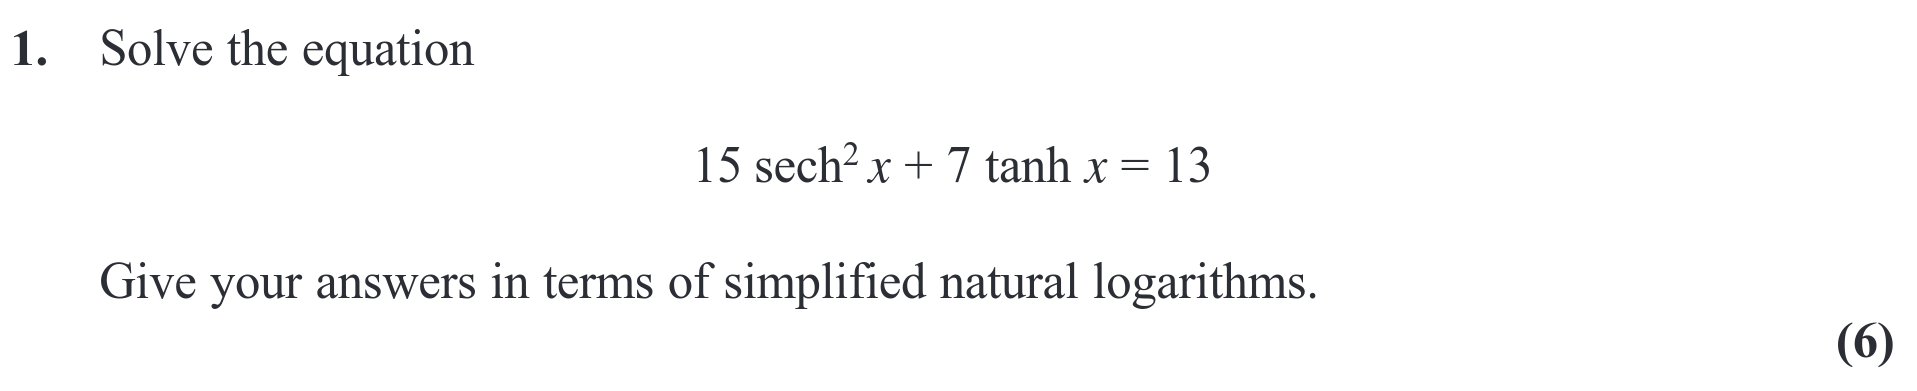 1. Solve the equation
15 sech² x + 7 tanh x = 13
Give your answers in terms of simplified natural logarithms.
(6)